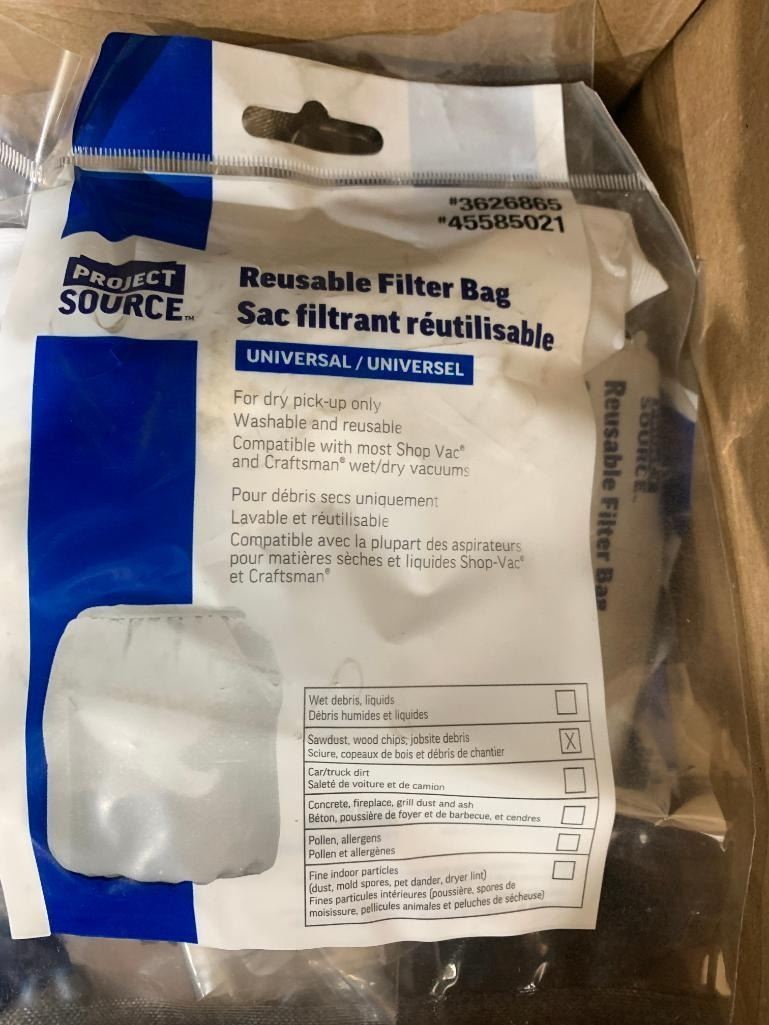 #3626865
#45585021
PROJECT
SOURCE™
Reusable Filter Bag
Sac filtrant réutilisable
UNIVERSAL / UNIVERSEL
For dry pick-up only
Washable and reusable
Compatible with most Shop Vac®
and Craftsman® wet/dry vacuums
Pour débris secs uniquement
Lavable et réutilisable
Compatible avec la plupart des aspirateurs
pour matières sèches et liquides Shop-Vac®
et Craftsman®
Wet debris, liquids
Débris humides et liquides
Sawdust, wood chips, jobsite debris
Sciure, copeaux de bois et débris de chantier
X
Car/truck dirt
Saleté de voiture et de camion
Concrete, fireplace, grill dust and ash
Béton, poussière de foyer et de barbecue, et cendres
Pollen, allergens
Pollen et allergènes
Fine indoor particles
(dust, mold spores, pet dander, dryer lint)
Fines particules intérieures (poussière, spores de
moisissure, pellicules animales et peluches de sécheuse)
SOURCE
Reusable Filter Bag